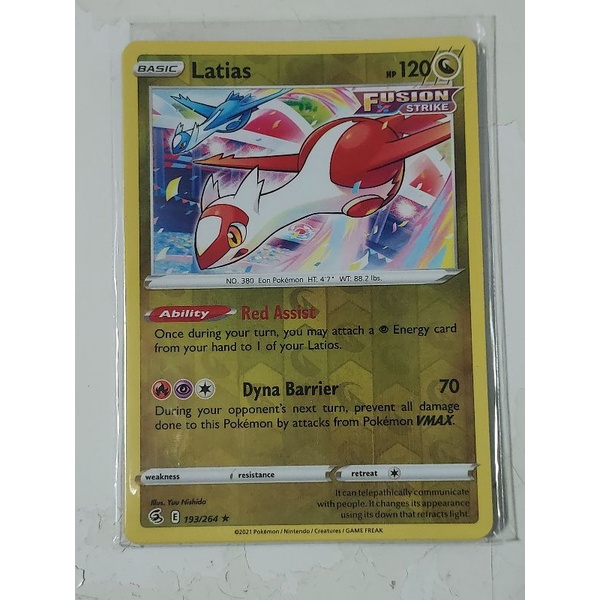 BASIC Latias HP 120
FUSION
STRIKE
NO. 380 Eon Pokémon HT: 4'7" WT: 88.2 lbs.
Ability Red Assist
Once during your turn, you may attach a Energy card
from your hand to 1 of your Latios.
Dyna Barrier 70
During your opponent's next turn, prevent all damage
done to this Pokémon by attacks from Pokémon VMAX.
weakness resistance retreat
Illus. Yuu Nishida
E 193/264 ★
It can telepathically communicate
with people. It changes its appearance
using its down that refracts light.
©2021 Pokémon / Nintendo / Creatures / GAME FREAK